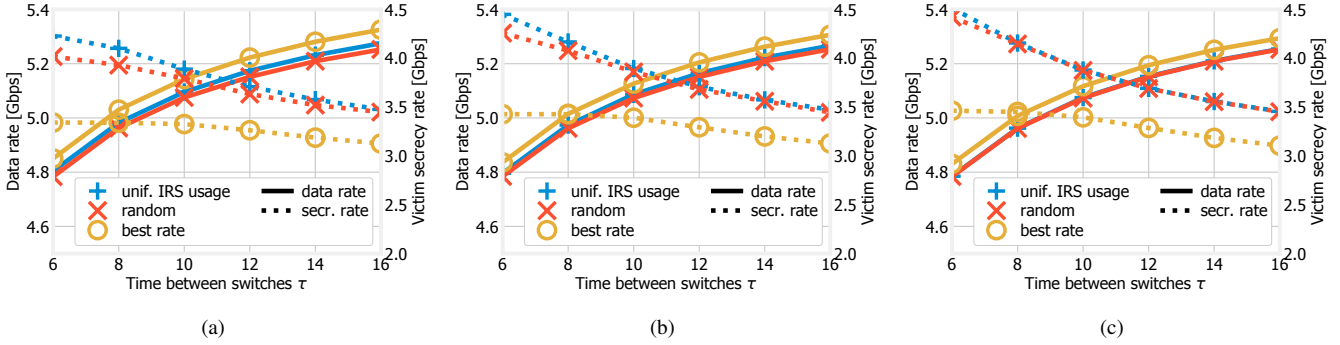 5.4
5.2
5.0
4.8
4.6
Data rate [Gbps]
4.5
4.0
3.5
3.0
2.5
2.0
Victim secrecy rate [Gbps]
unif. IRS usage
random
best rate
data rate
secr. rate
6 8 10 12 14 16
Time between switches τ
(a)
5.4
5.2
5.0
4.8
4.6
Data rate [Gbps]
4.5
4.0
3.5
3.0
2.5
2.0
Victim secrecy rate [Gbps]
unif. IRS usage
random
best rate
data rate
secr. rate
6 8 10 12 14 16
Time between switches τ
(b)
5.4
5.2
5.0
4.8
4.6
Data rate [Gbps]
4.5
4.0
3.5
3.0
2.5
2.0
Victim secrecy rate [Gbps]
unif. IRS usage
random
best rate
data rate
secr. rate
6 8 10 12 14 16
Time between switches τ
(c)